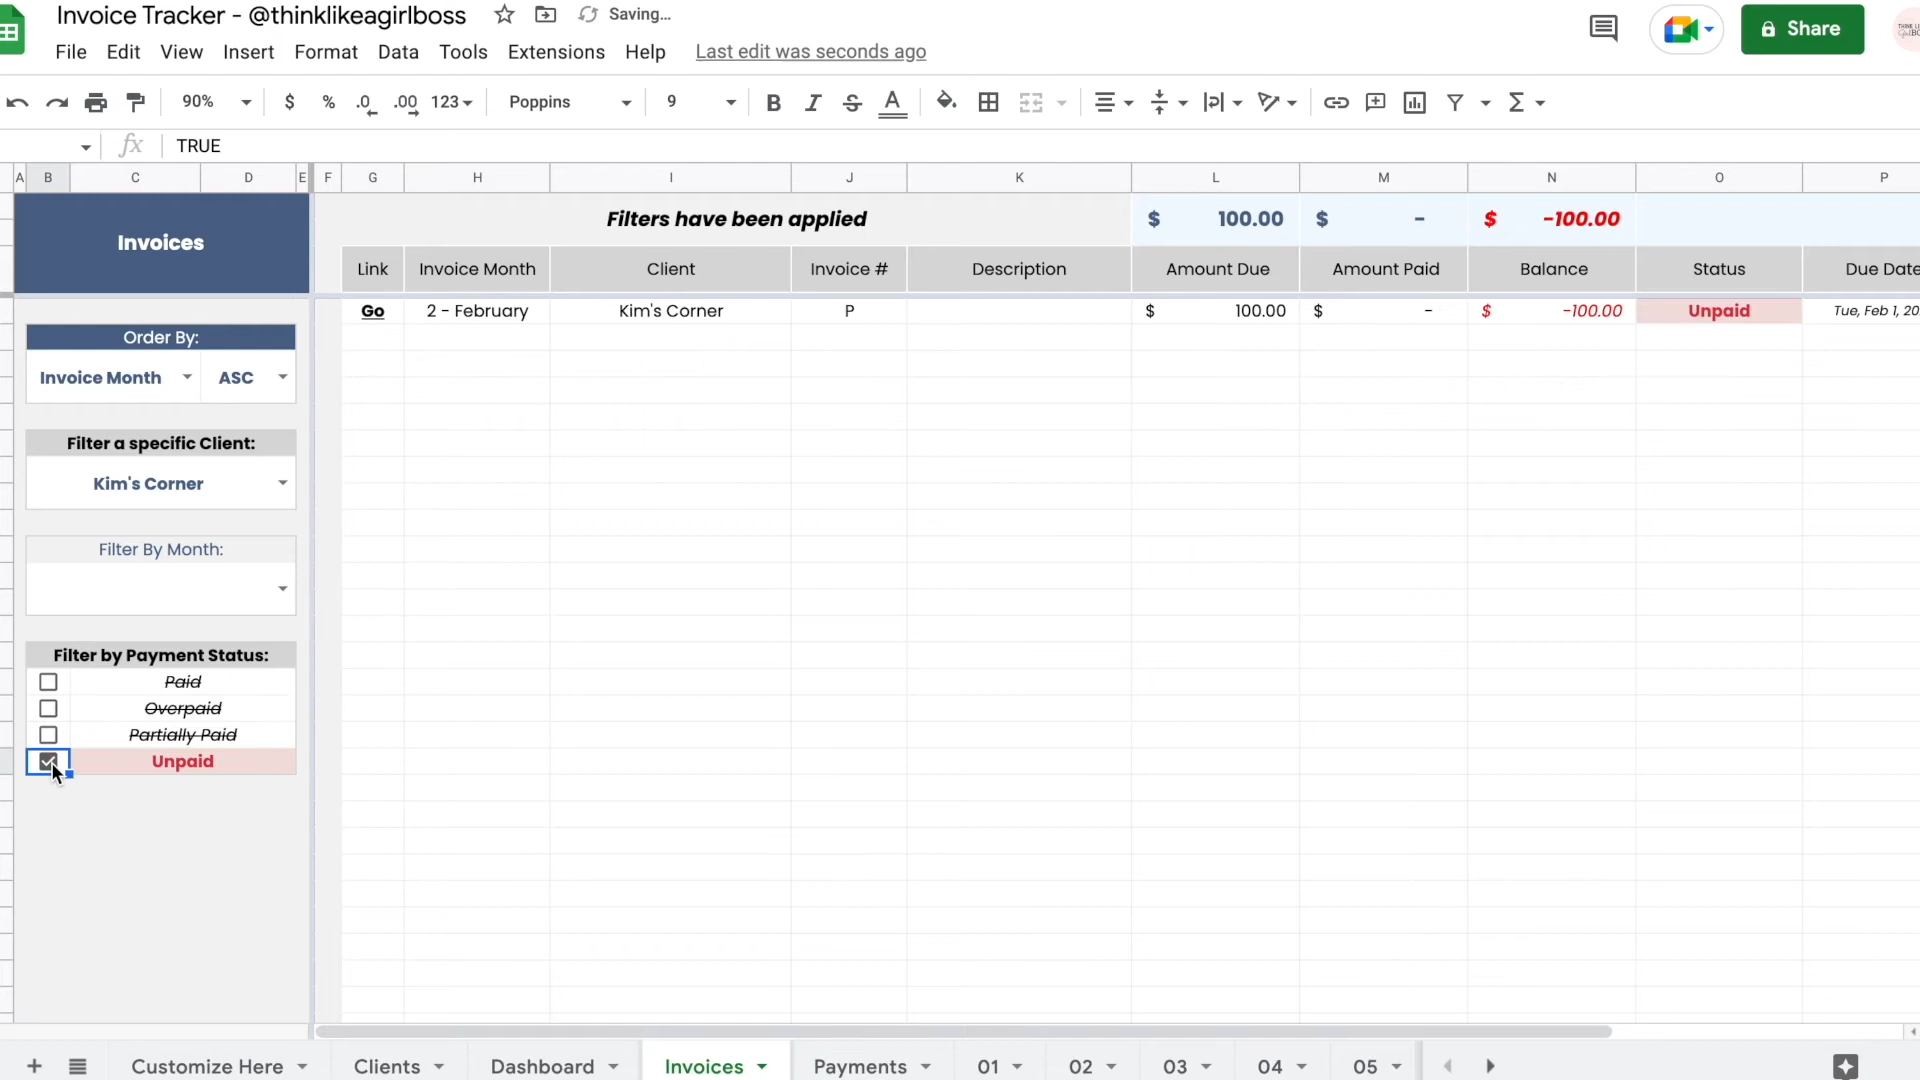 Invoice Tracker - @thinklikeagirlboss Saving...
File Edit View Insert Format Data Tools Extensions Help Last edit was seconds ago
Share
90% $ % .0 .00 123 Poppins 9 B I S A Σ
fx TRUE
A B C D E F G H I J K L M N O P
Invoices
Filters have been applied $ 100.00 $ - $ -100.00
Link Invoice Month Client Invoice # Description Amount Due Amount Paid Balance Status Due Date
Go 2 - February Kim's Corner P $ 100.00 $ - $ -100.00 Unpaid Tue, Feb 1, 20
Order By:
Invoice Month ASC
Filter a specific Client:
Kim's Corner
Filter By Month:
Filter by Payment Status:
Paid
Overpaid
Partially Paid
Unpaid
Customize Here Clients Dashboard Invoices Payments 01 02 03 04 05